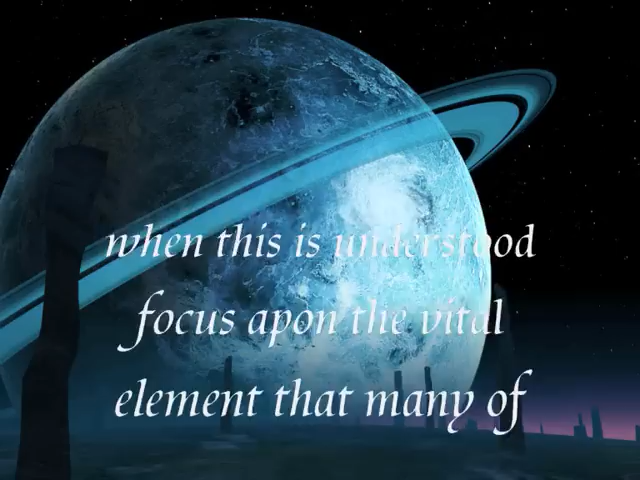 when this is understood
focus apon the vital
element that many of